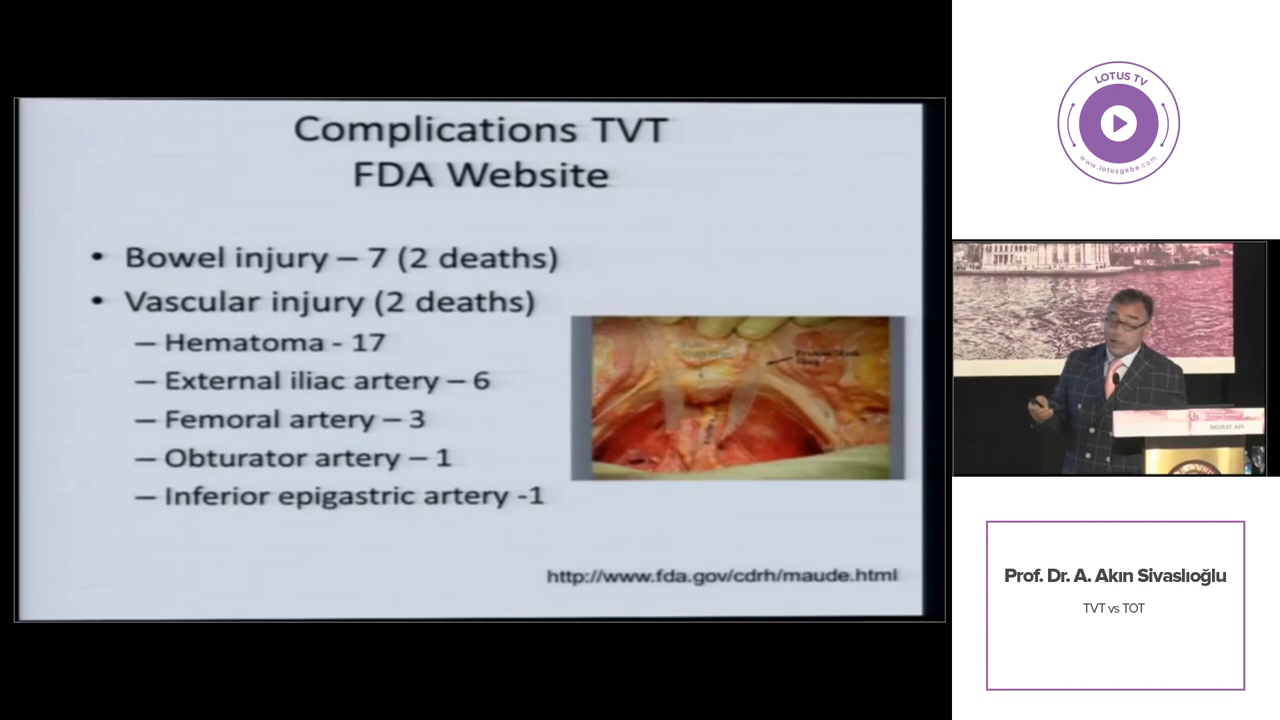 Complications TVT
FDA Website
• Bowel injury – 7 (2 deaths)
• Vascular injury (2 deaths)
– Hematoma - 17
– External iliac artery – 6
– Femoral artery – 3
– Obturator artery – 1
– Inferior epigastric artery -1
http://www.fda.gov/cdrh/maude.html
LOTUS TV
www.lotusgebe.com
MURAT API
Prof. Dr. A. Akın Sivaslıoğlu
TVT vs TOT